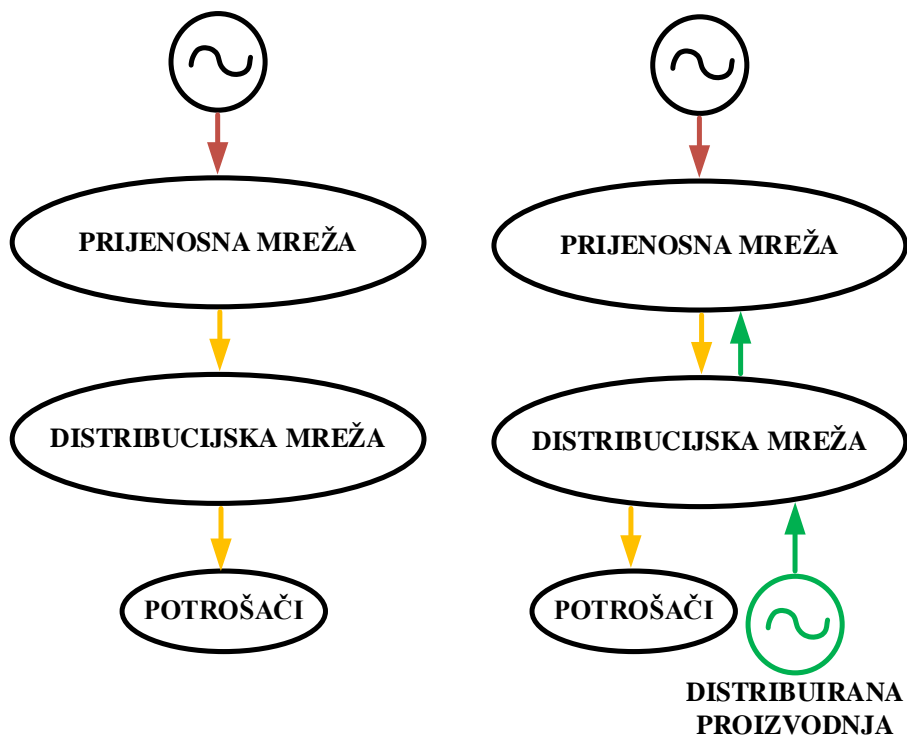 PRIJENOSNA MREŽA
DISTRIBUCIJSKA MREŽA
POTROŠAČI
PRIJENOSNA MREŽA
DISTRIBUCIJSKA MREŽA
POTROŠAČI
DISTRIBUIRANA
PROIZVODNJA